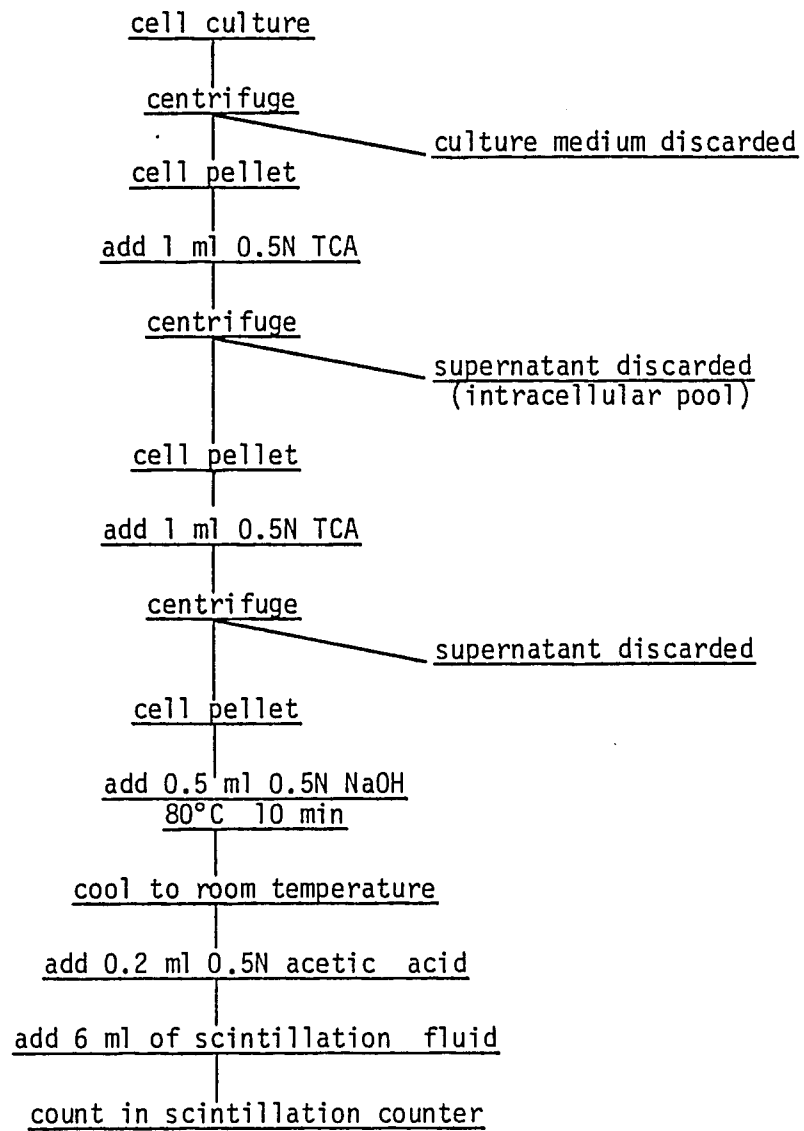 cell culture
centrifuge
culture medium discarded
cell pellet
add 1 ml 0.5N TCA
centrifuge
supernatant discarded
(intracellular pool)
cell pellet
add 1 ml 0.5N TCA
centrifuge
supernatant discarded
cell pellet
add 0.5 ml 0.5N NaOH
80°C 10 min
cool to room temperature
add 0.2 ml 0.5N acetic acid
add 6 ml of scintillation fluid
count in scintillation counter